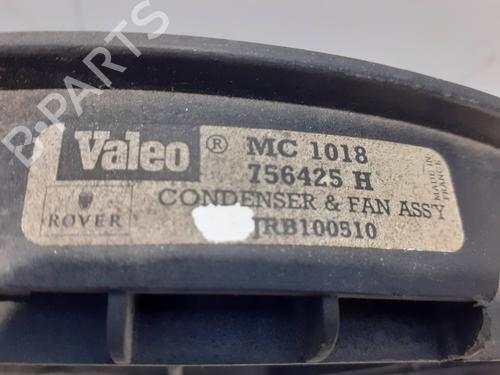 B-PARTS
Valeo ® MC 1018
756425 H
CONDENSER & FAN ASSY
ROVER JRB100510
MADE IN
FRANCE